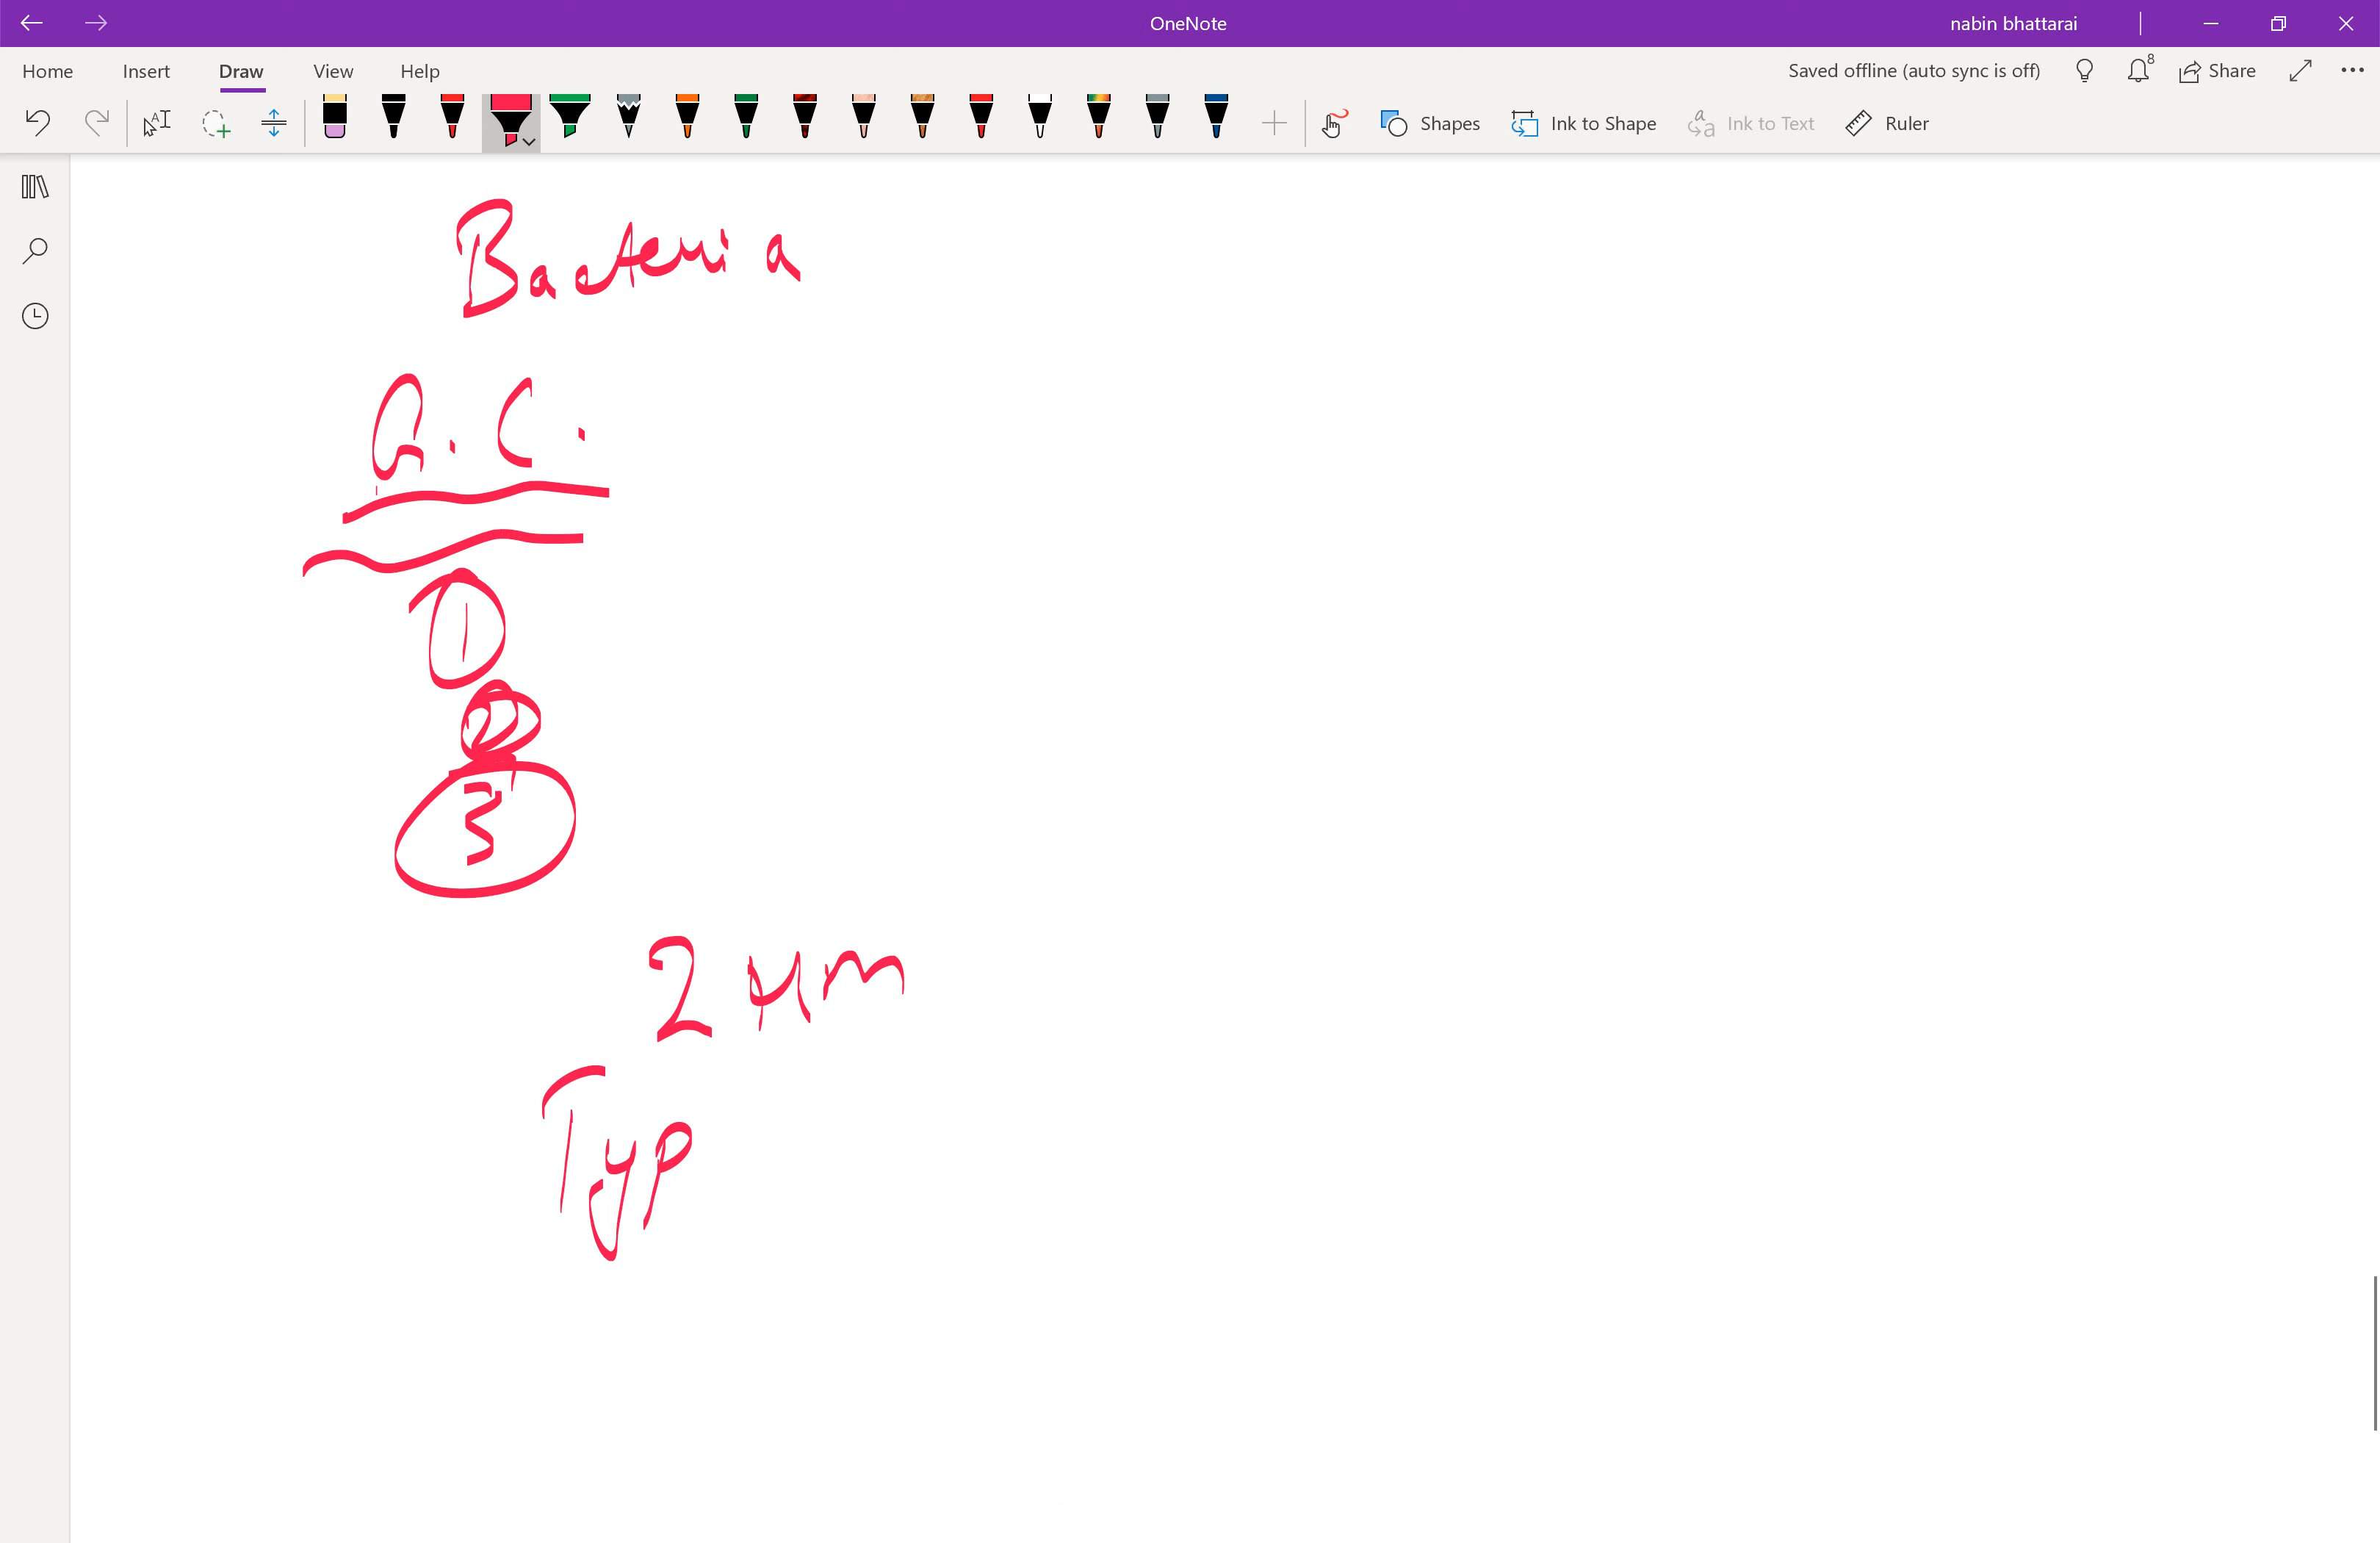 OneNote nabin bhattarai
Home Insert Draw View Help Saved offline (auto sync is off) 8 Share
Shapes Ink to Shape Ink to Text Ruler
Bacteria
G.C.
1
2
3
2 μm
Typ